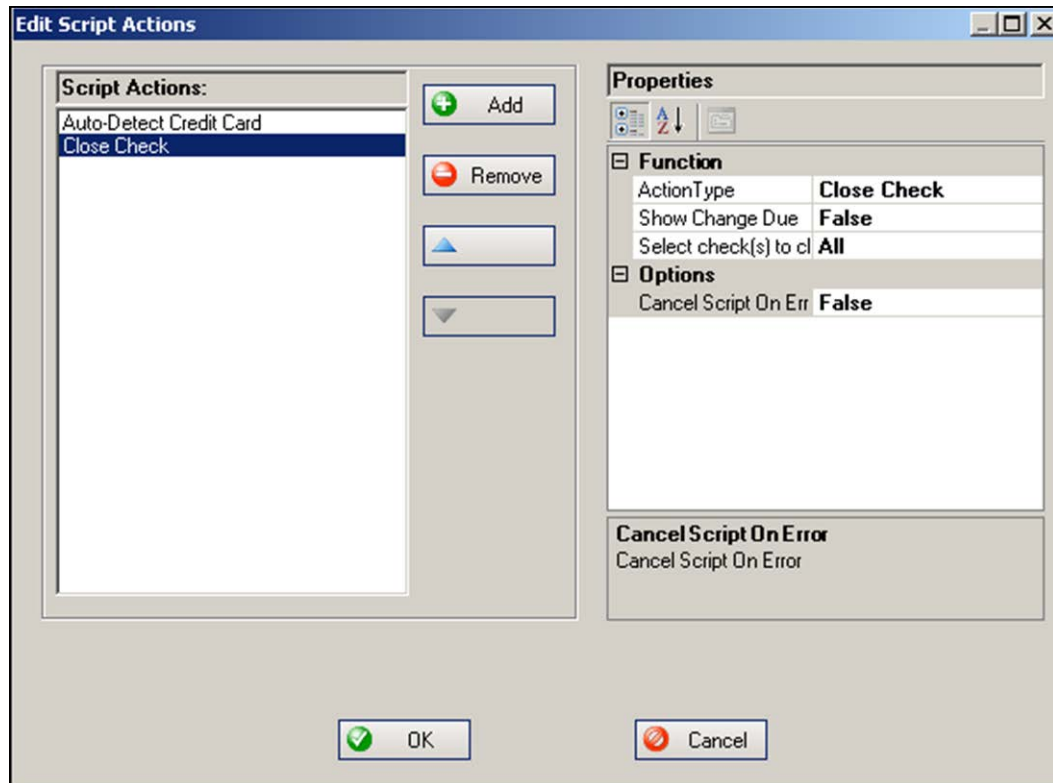 Edit Script Actions
Script Actions:
Auto-Detect Credit Card
Close Check
Add
Remove
Properties
Function
ActionType Close Check
Show Change Due False
Select check(s) to cl All
Options
Cancel Script On Err False
Cancel Script On Error
Cancel Script On Error
OK
Cancel